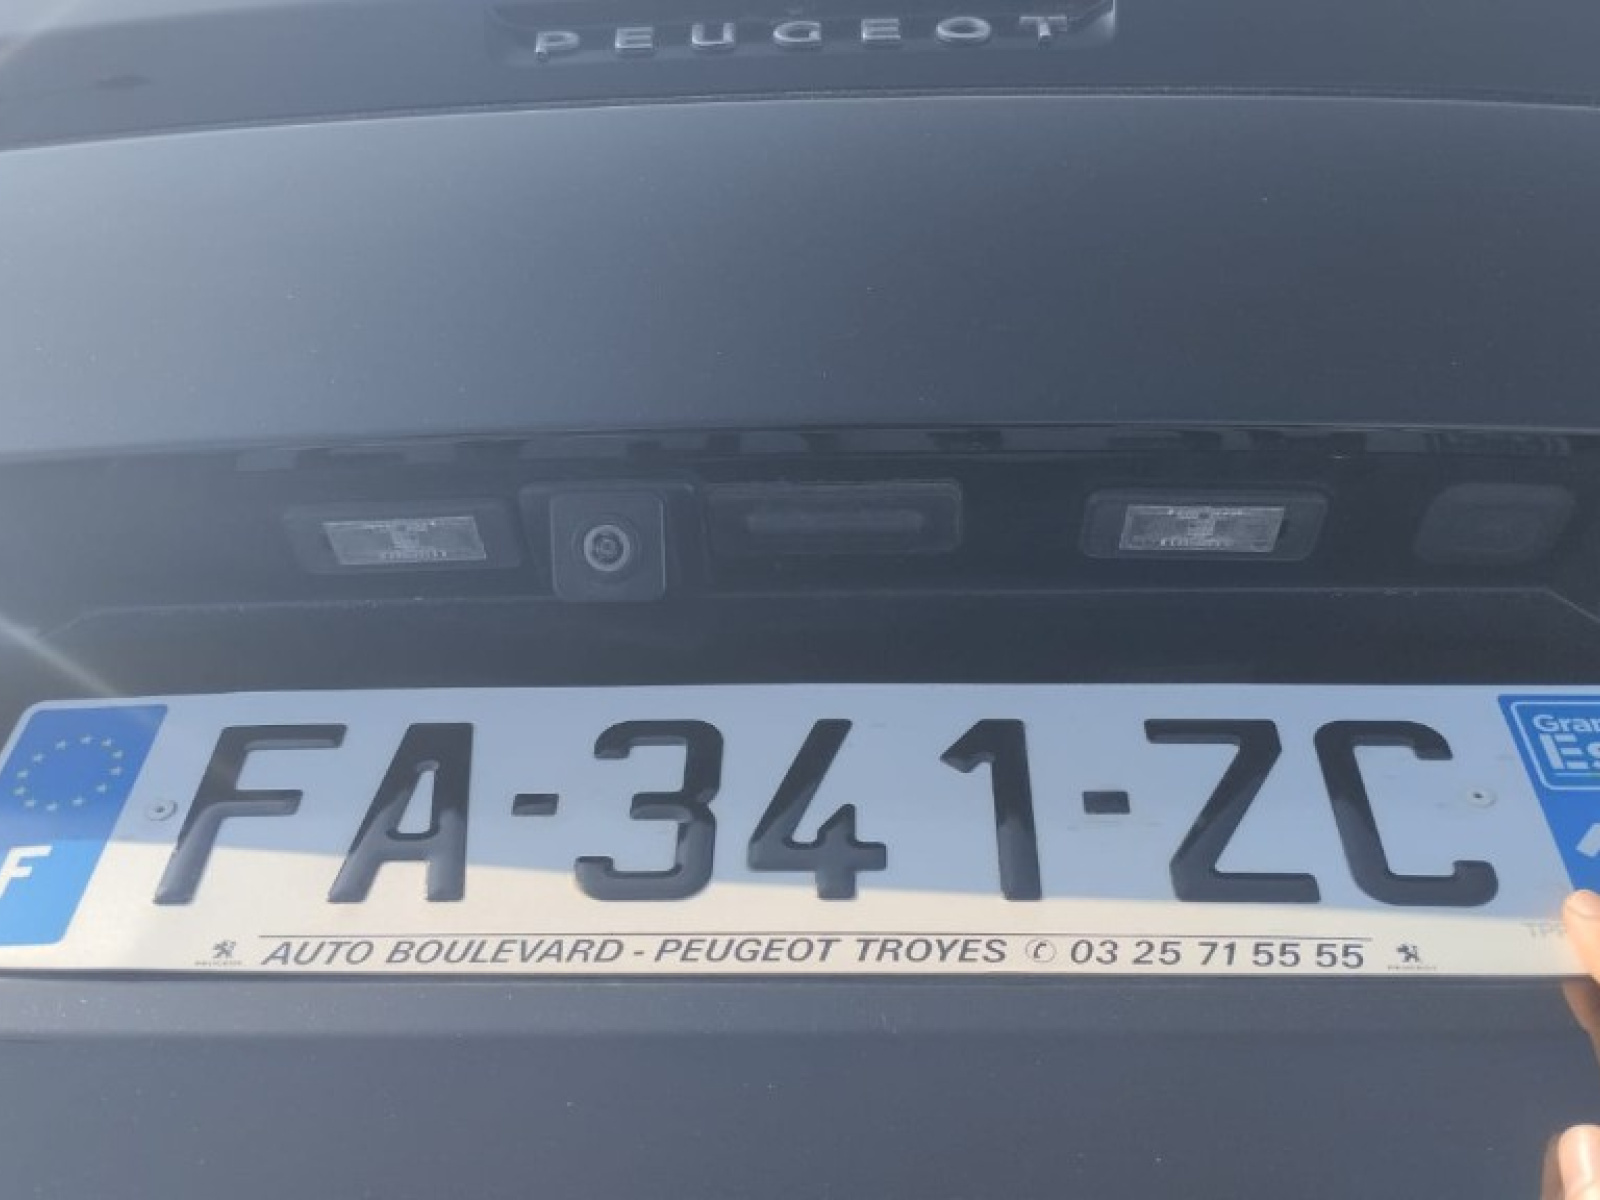 PEUGEOT
F
FA-341-ZC
AUTO BOULEVARD - PEUGEOT TROYES ✆ 03 25 71 55 55